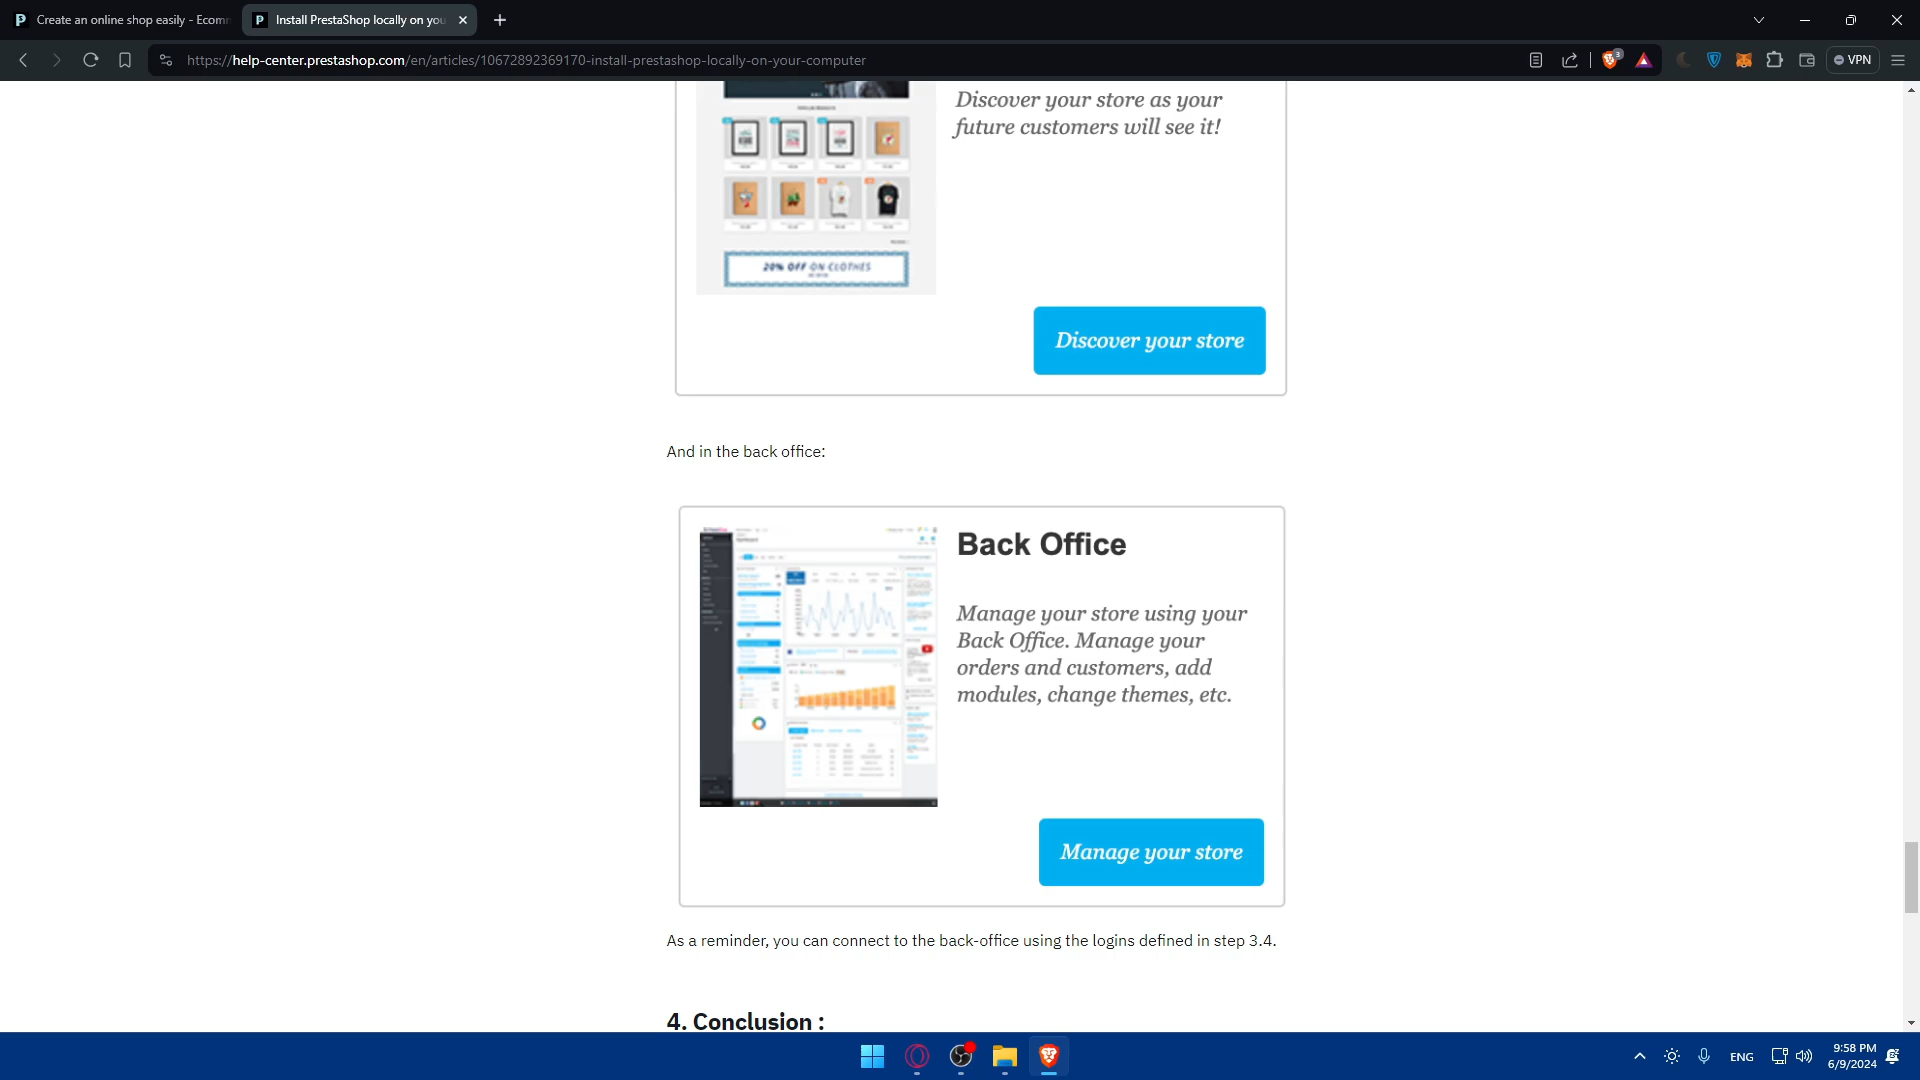 Create an online shop easily - Ecom
Install PrestaShop locally on you
https://help-center.prestashop.com/en/articles/10672892369170-install-prestashop-locally-on-your-computer
3
VPN
Discover your store as your
future customers will see it!
20% OFF ON CLOTHES
Discover your store
And in the back office:
Back Office
Manage your store using your
Back Office. Manage your
orders and customers, add
modules, change themes, etc.
Manage your store
As a reminder, you can connect to the back-office using the logins defined in step 3.4.
4. Conclusion :
ENG
9:58 PM
6/9/2024